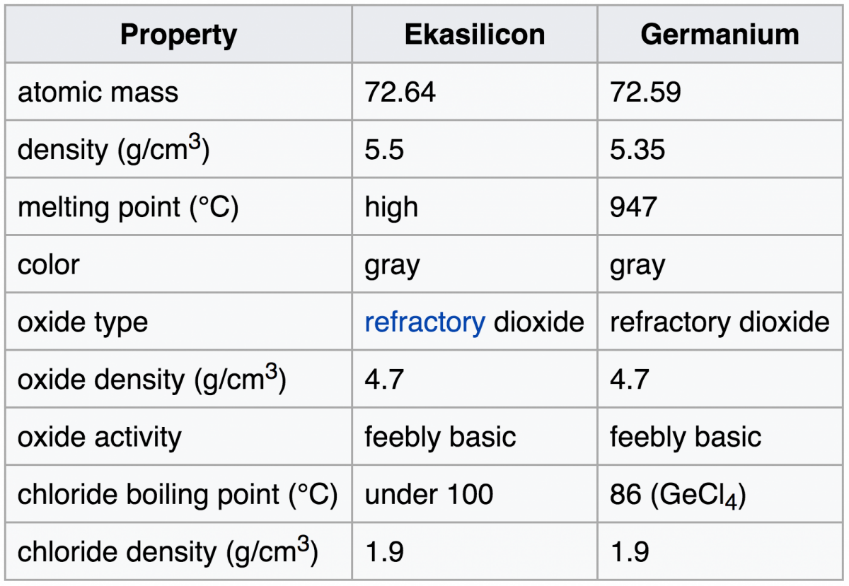 Property Ekasilicon Germanium
atomic mass 72.64 72.59
density (g/cm³) 5.5 5.35
melting point (°C) high 947
color gray gray
oxide type refractory dioxide refractory dioxide
oxide density (g/cm³) 4.7 4.7
oxide activity feebly basic feebly basic
chloride boiling point (°C) under 100 86 (GeCl₄)
chloride density (g/cm³) 1.9 1.9